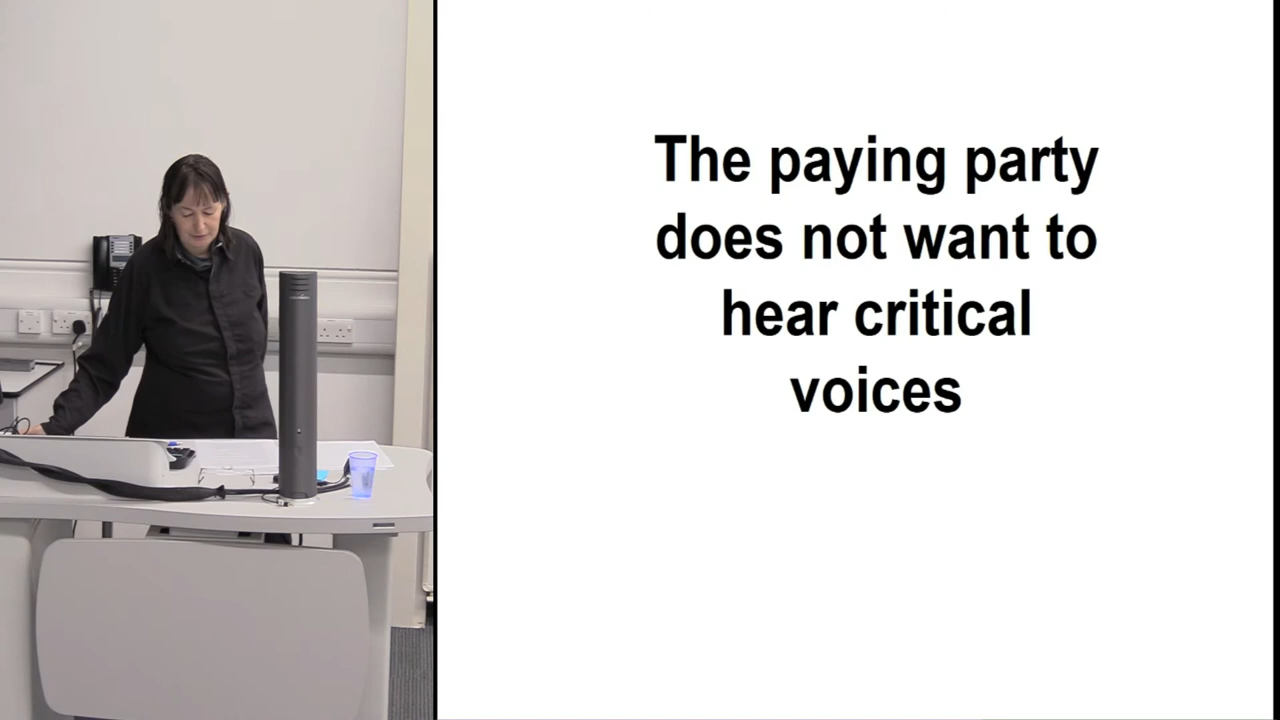 The paying party
does not want to
hear critical
voices